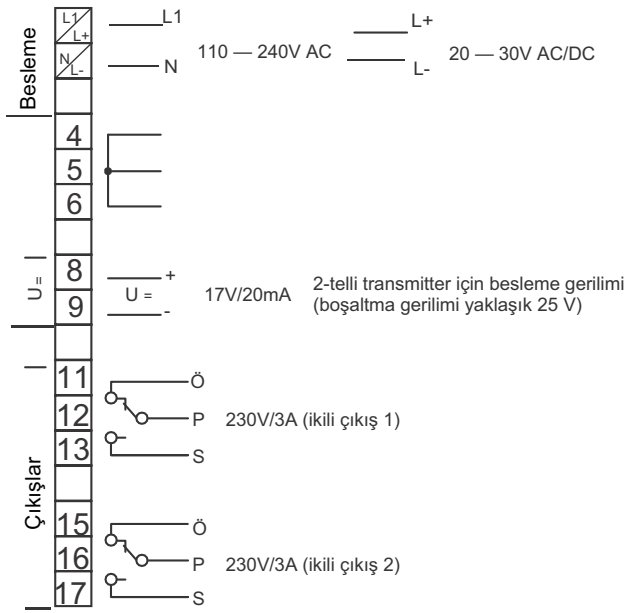 Besleme
L1
L+
L1
N
L-
N
110 — 240V AC
L+
L-
20 — 30V AC/DC
4
5
6
U =
8
9
+
U =
-
17V/20mA
2-telli transmitter için besleme gerilimi
(boşaltma gerilimi yaklaşık 25 V)
Çıkışlar
11
12
13
Ö
P
S
230V/3A (ikili çıkış 1)
15
16
17
Ö
P
S
230V/3A (ikili çıkış 2)